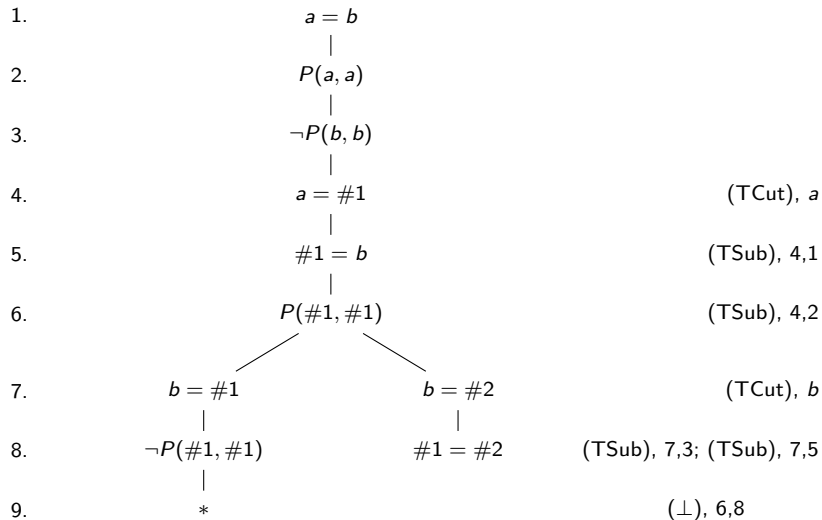 1. a = b
2. P(a, a)
3. ¬P(b, b)
4. a = #1 (TCut), a
5. #1 = b (TSub), 4,1
6. P(#1, #1) (TSub), 4,2
7. b = #1 b = #2 (TCut), b
8. ¬P(#1, #1) #1 = #2 (TSub), 7,3; (TSub), 7,5
9. * (⊥), 6,8